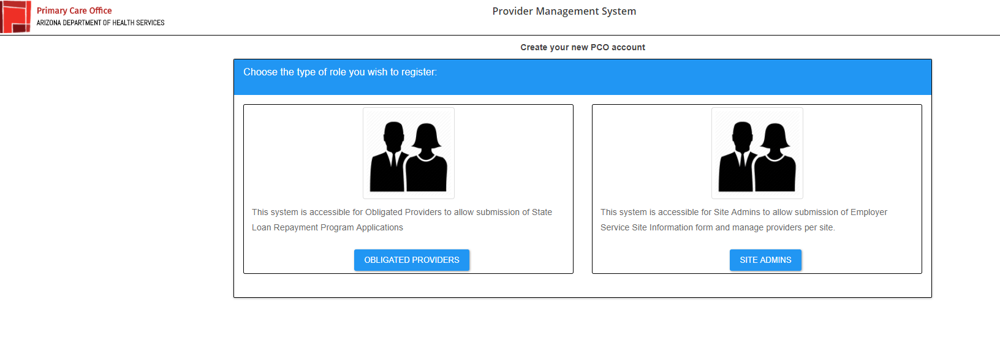 Primary Care Office
ARIZONA DEPARTMENT OF HEALTH SERVICES
Provider Management System
Create your new PCO account
Choose the type of role you wish to register:
This system is accessible for Obligated Providers to allow submission of State
Loan Repayment Program Applications
OBLIGATED PROVIDERS
This system is accessible for Site Admins to allow submission of Employer
Service Site Information form and manage providers per site.
SITE ADMINS